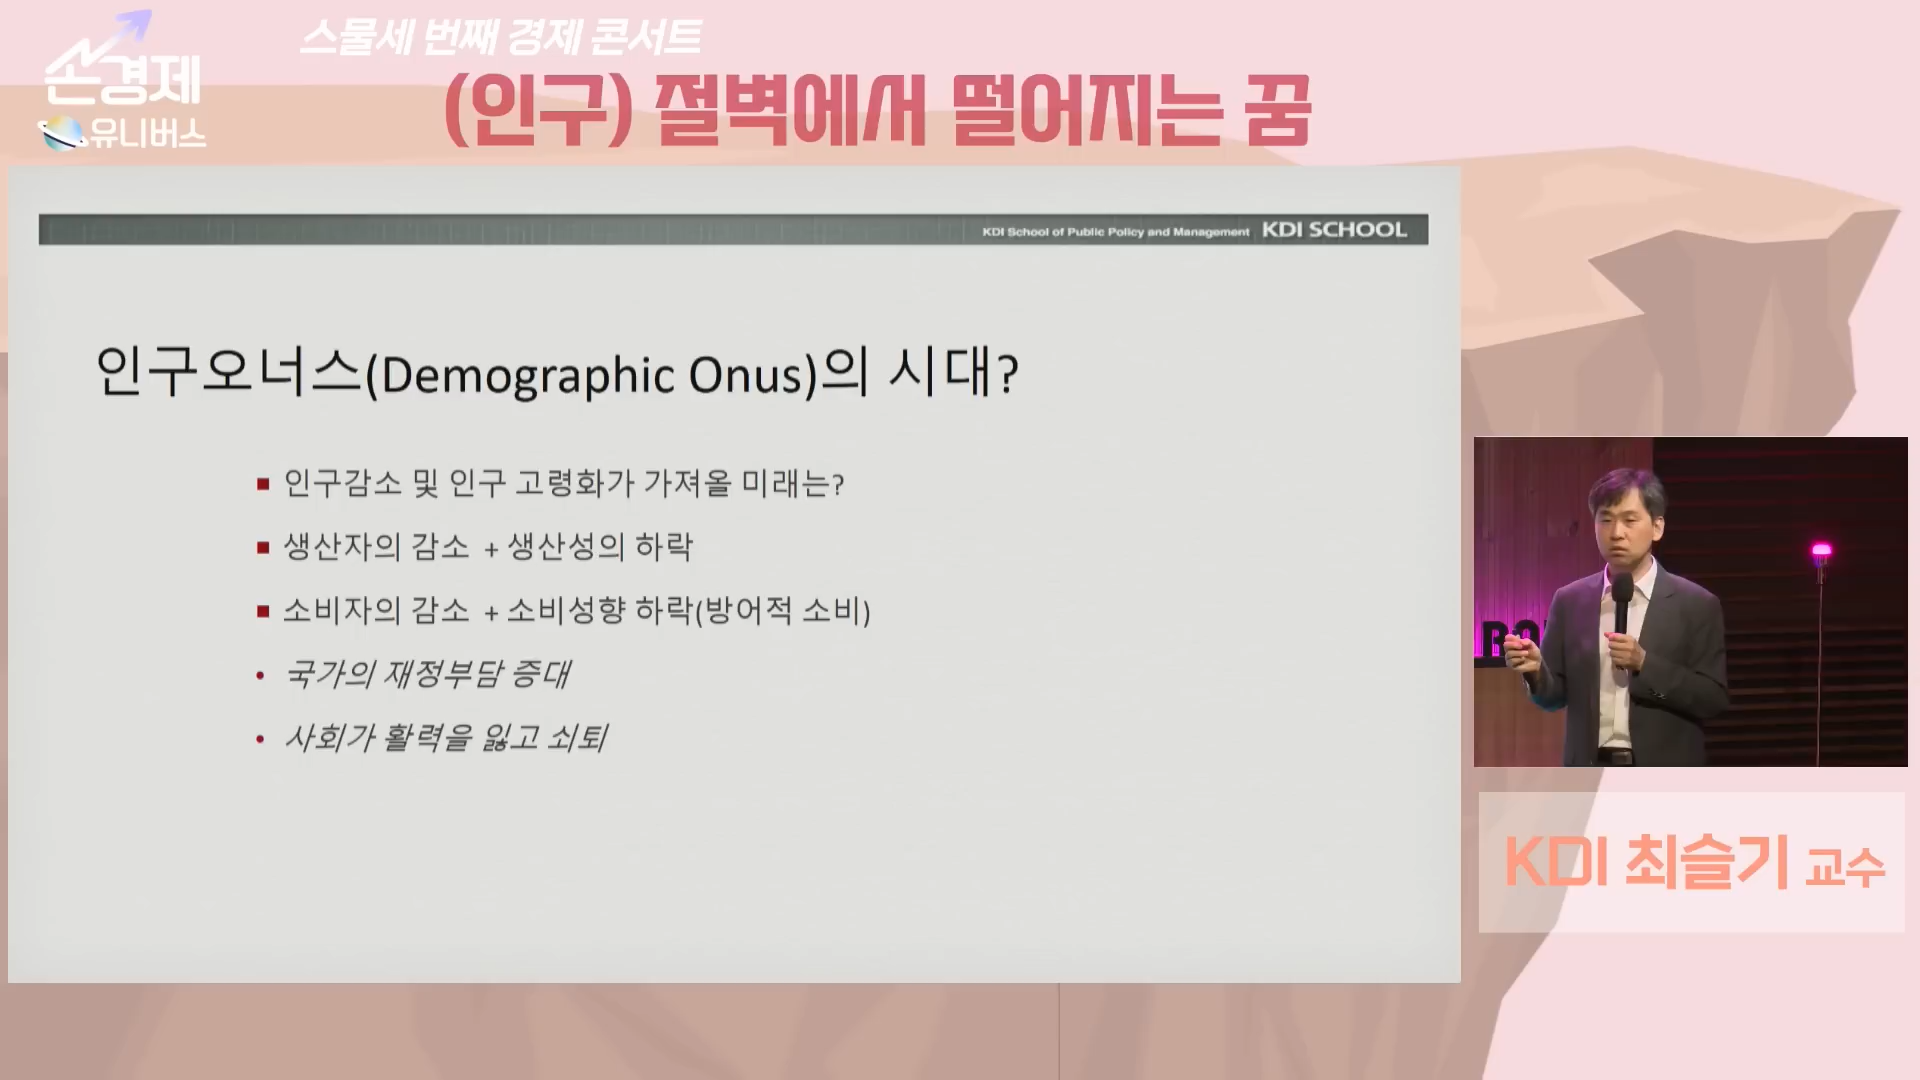 손경제
유니버스
스물세 번째 경제 콘서트
(인구) 절벽에서 떨어지는 꿈
KDI School of Public Policy and Management KDI SCHOOL
인구오너스(Demographic Onus)의 시대?
▪ 인구감소 및 인구 고령화가 가져올 미래는?
▪ 생산자의 감소 + 생산성의 하락
▪ 소비자의 감소 + 소비성향 하락(방어적 소비)
• 국가의 재정부담 증대
• 사회가 활력을 잃고 쇠퇴
KDI 최슬기 교수